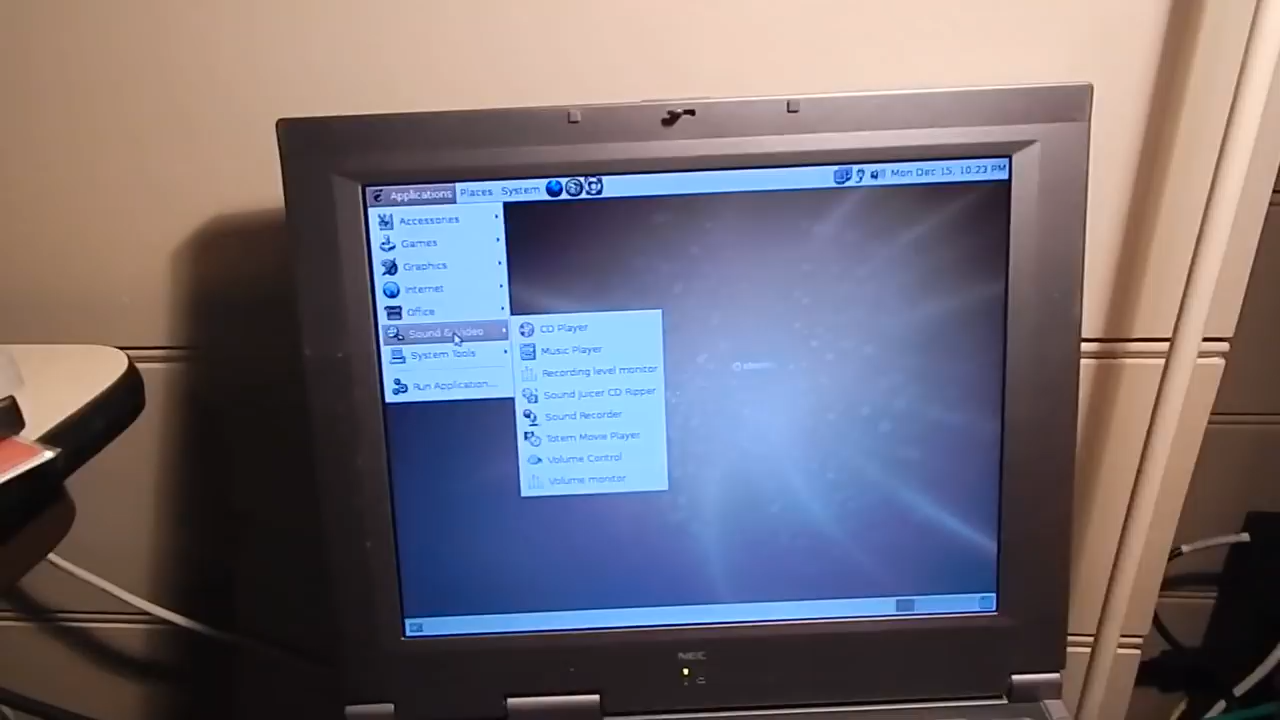 Applications Places System Mon Dec 15, 10:23 PM
Accessories
Games
Graphics
Internet
Office
Sound & Video
System Tools
Run Application...
CD Player
Music Player
Recording level monitor
Sound Juicer CD Ripper
Sound Recorder
Totem Movie Player
Volume Control
Volume monitor
NEC